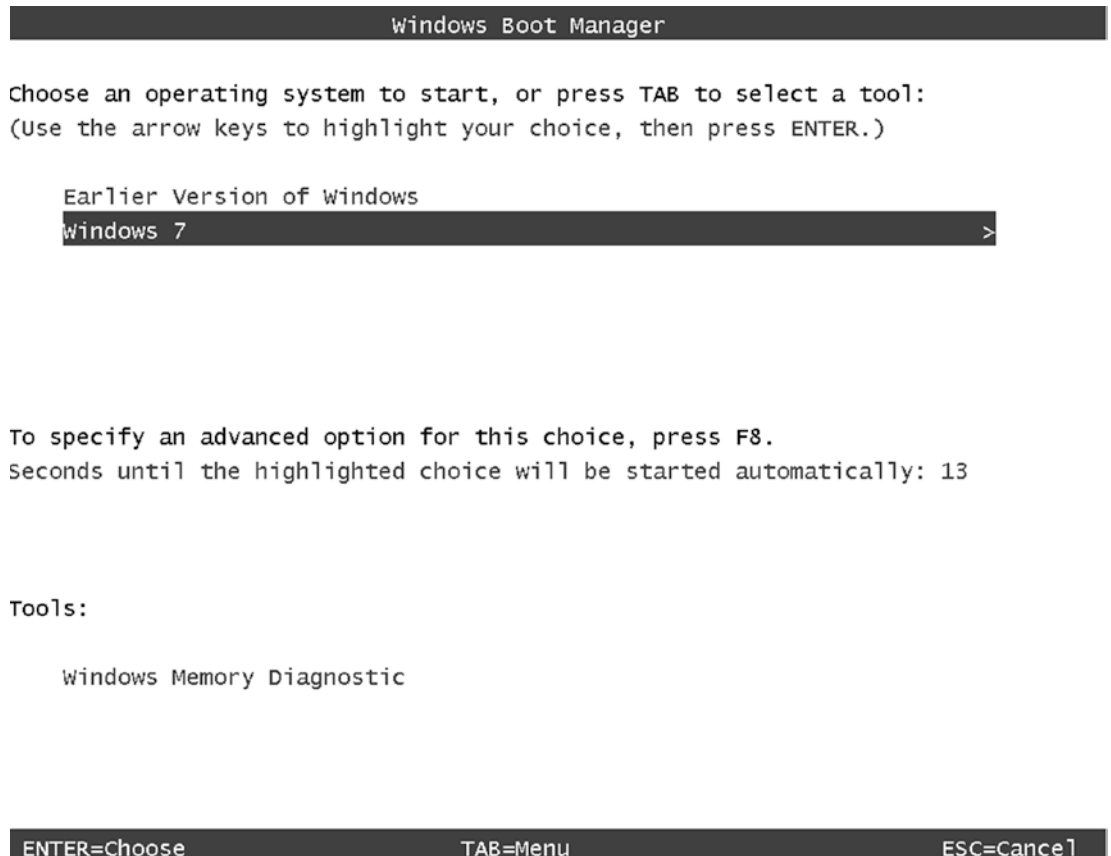 Windows Boot Manager
Choose an operating system to start, or press TAB to select a tool:
(Use the arrow keys to highlight your choice, then press ENTER.)
Earlier Version of Windows
Windows 7 >
To specify an advanced option for this choice, press F8.
Seconds until the highlighted choice will be started automatically: 13
Tools:
Windows Memory Diagnostic
ENTER=Choose TAB=Menu ESC=Cancel